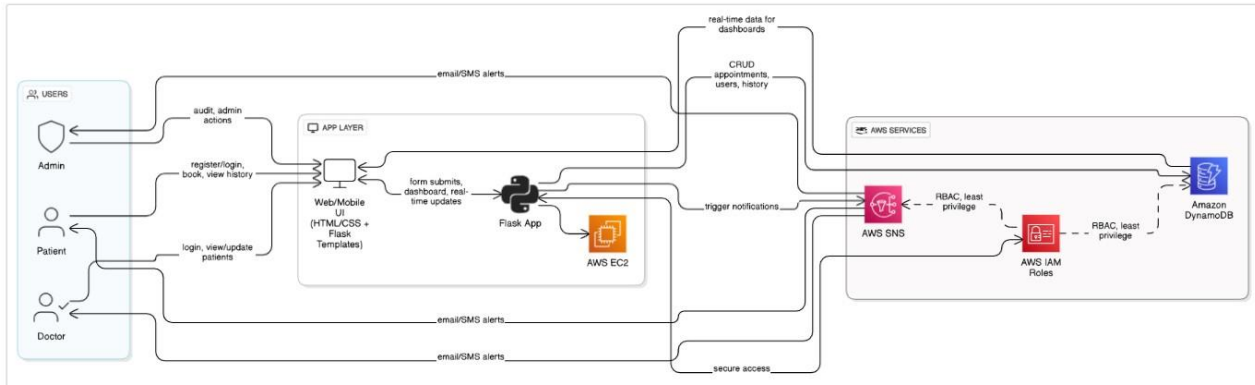 real-time data for
dashboards
CRUD
appointments,
users, history
email/SMS alerts
USERS
audit, admin
actions
Admin
APP LAYER
AWS SERVICES
register/login,
book, view history
Patient
Web/Mobile
UI
(HTML/CSS +
Flask
Templates)
form submits,
dashboard, real-
time updates
Flask App
AWS EC2
trigger notifications
AWS SNS
RBAC, least
privilege
AWS IAM
Roles
RBAC, least
privilege
Amazon
DynamoDB
login, view/update
patients
Doctor
email/SMS alerts
email/SMS alerts
secure access